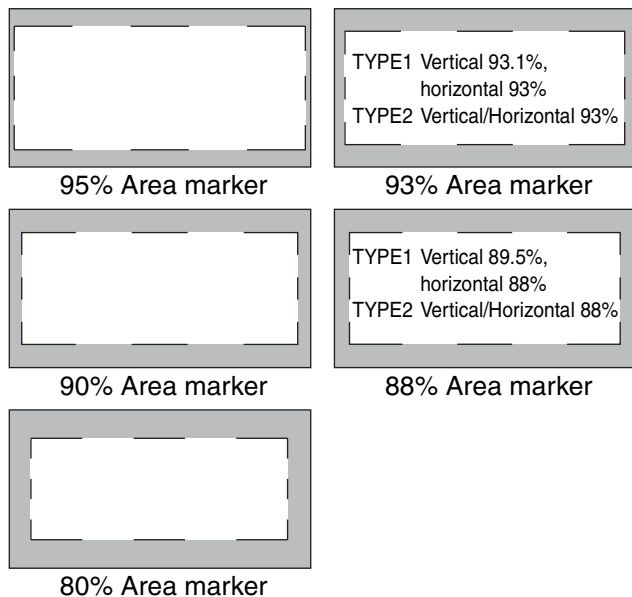 TYPE1 Vertical 93.1%,
horizontal 93%
TYPE2 Vertical/Horizontal 93%
95% Area marker
93% Area marker
TYPE1 Vertical 89.5%,
horizontal 88%
TYPE2 Vertical/Horizontal 88%
90% Area marker
88% Area marker
80% Area marker